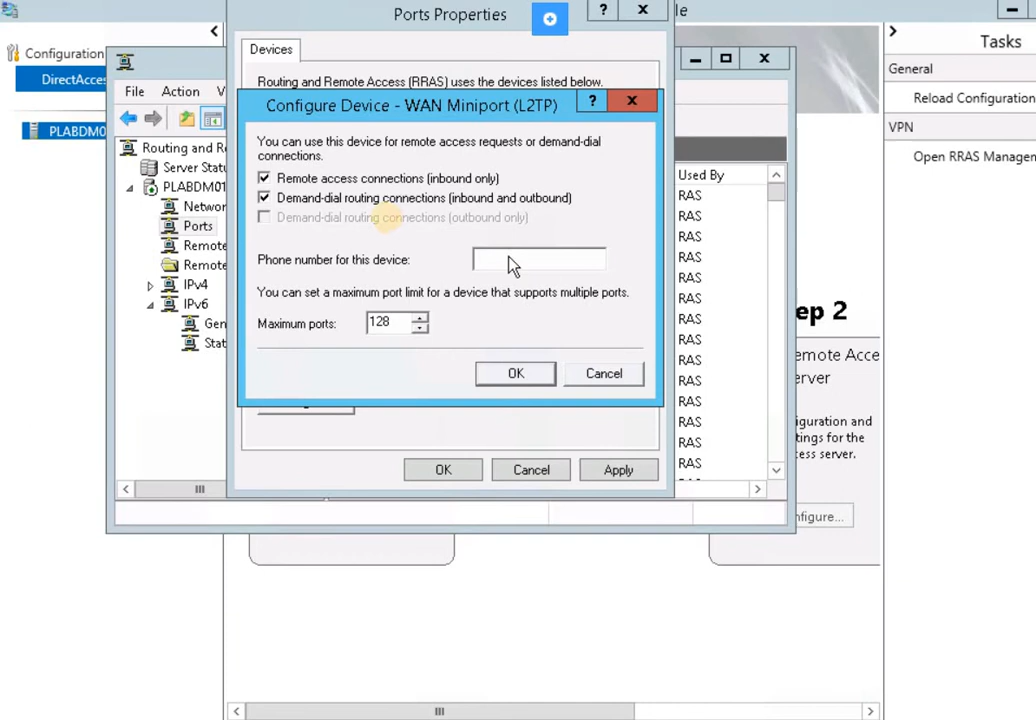 Ports Properties
?
X
le
Configuration
DirectAcces
PLABDM0
Tasks
General
Reload Configuration
VPN
Open RRAS Manager
File
Action
V
X
Devices
Routing and Remote Access (RRAS) uses the devices listed below.
Configure Device - WAN Miniport (L2TP)
?
X
You can use this device for remote access requests or demand-dial
connections.
Remote access connections (inbound only)
Demand-dial routing connections (inbound and outbound)
Demand-dial routing connections (outbound only)
Phone number for this device:
You can set a maximum port limit for a device that supports multiple ports.
Maximum ports:
128
OK
Cancel
OK
Cancel
Apply
Routing and R
Server Statu
PLABDM01
Networ
Ports
Remote
Remote
IPv4
IPv6
Gen
Stat
Used By
RAS
RAS
RAS
RAS
RAS
RAS
RAS
RAS
RAS
RAS
RAS
RAS
RAS
RAS
ep 2
emote Acce
erver
iguration and
tings for the
ess server.
nfigure...